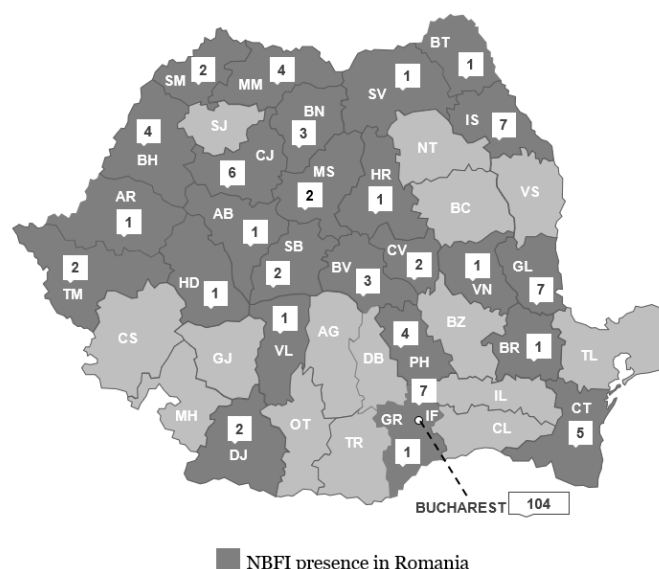 BT
1
SM
2
MM
4
SV
1
IS
7
BN
3
SJ
4
BH
CJ
6
NT
MS
2
HR
1
VS
BC
AR
1
AB
1
SB
2
BV
3
CV
2
1
VN
GL
7
2
TM
HD
1
1
VL
AG
DB
4
PH
BZ
BR
1
TL
CS
GJ
7
IL
CT
5
MH
2
DJ
OT
TR
GR
IF
CL
1
BUCHAREST 104
NBFI presence in Romania